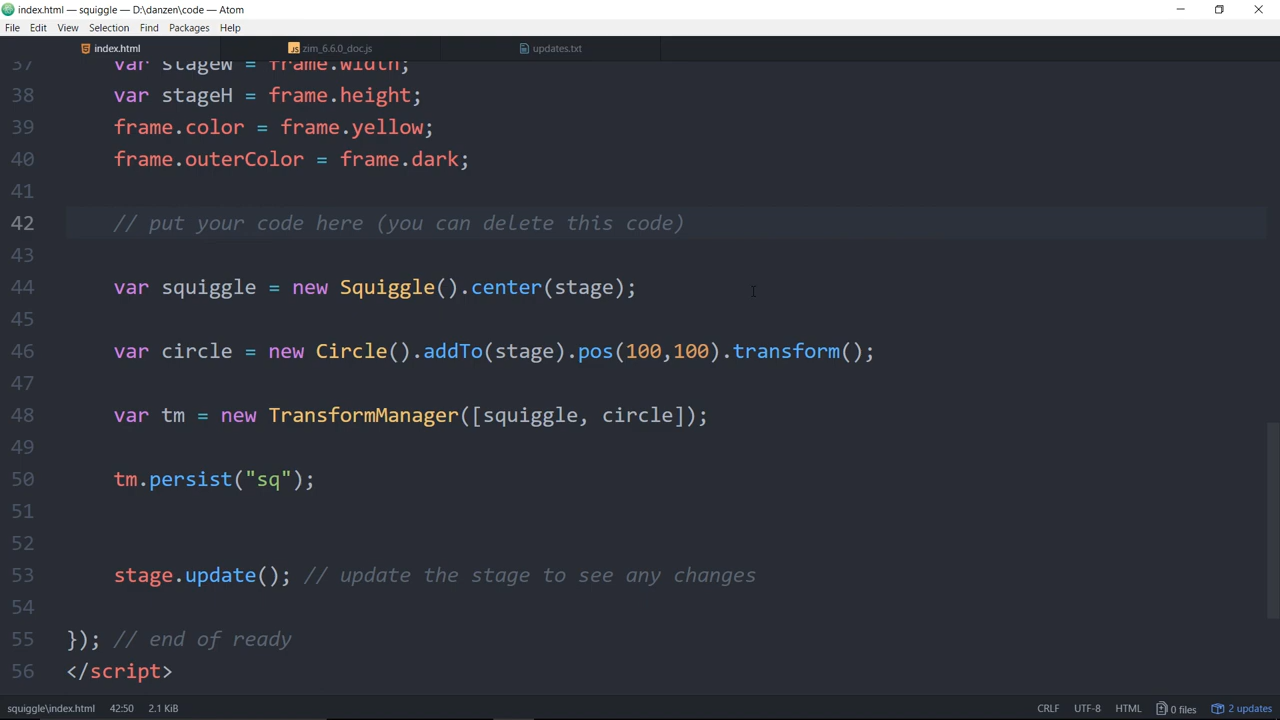 index.html — squiggle — D:\danzen\code — Atom
File Edit View Selection Find Packages Help
index.html zim_6.6.0_doc.js updates.txt
37 var stageW = frame.width;
38 var stageH = frame.height;
39 frame.color = frame.yellow;
40 frame.outerColor = frame.dark;
41
42 // put your code here (you can delete this code)
43
44 var squiggle = new Squiggle().center(stage);
45
46 var circle = new Circle().addTo(stage).pos(100,100).transform();
47
48 var tm = new TransformManager([squiggle, circle]);
49
50 tm.persist("sq");
51
52
53 stage.update(); // update the stage to see any changes
54
55 }); // end of ready
56 </script>
squiggle\index.html 42:50 2.1 KiB CRLF UTF-8 HTML 0 files 2 updates